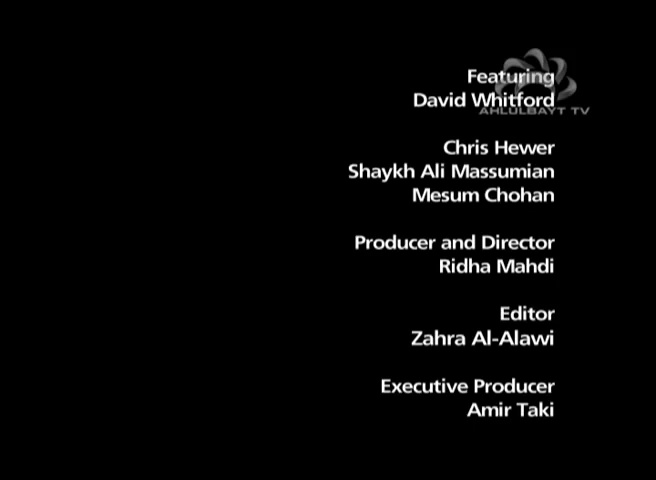 Featuring
David Whitford
AHLULBAYT TV
Chris Hewer
Shaykh Ali Massumian
Mesum Chohan
Producer and Director
Ridha Mahdi
Editor
Zahra Al-Alawi
Executive Producer
Amir Taki